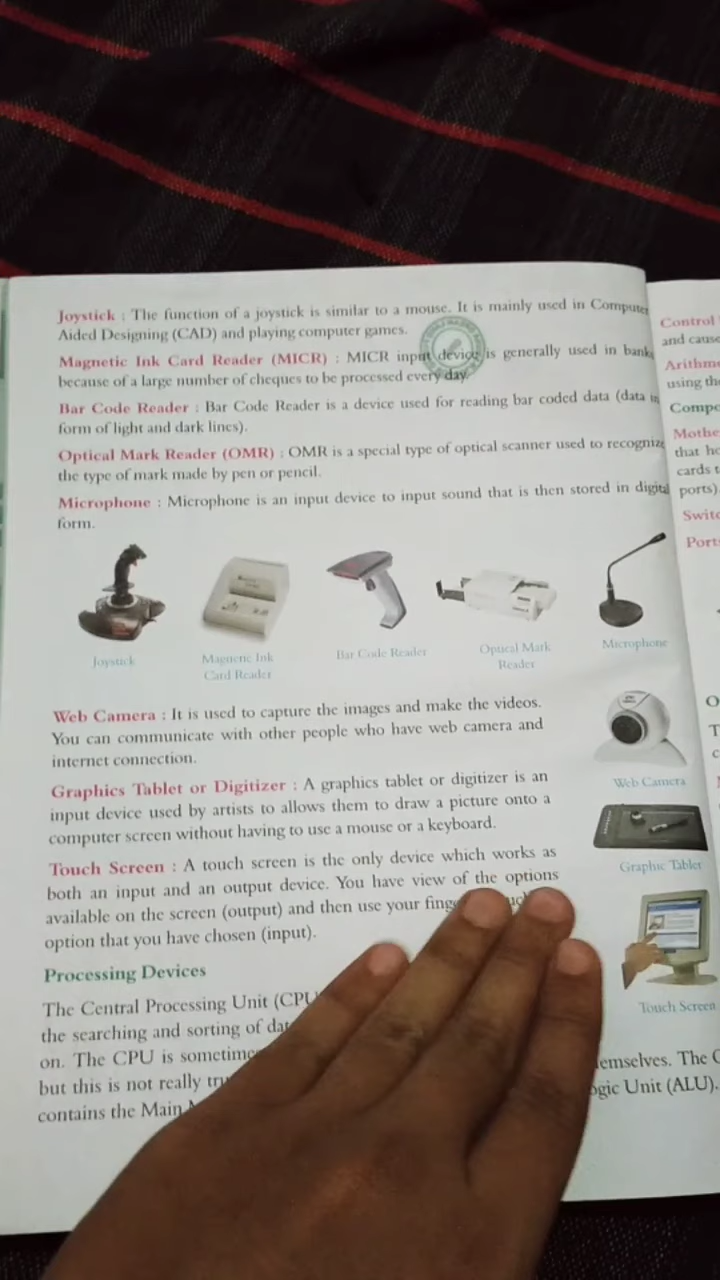 Joystick : The function of a joystick is similar to a mouse. It is mainly used in Computer
Aided Designing (CAD) and playing computer games.
Magnetic Ink Card Reader (MICR) : MICR input device is generally used in banks
because of a large number of cheques to be processed every day.
Bar Code Reader : Bar Code Reader is a device used for reading bar coded data (data in
form of light and dark lines).
Optical Mark Reader (OMR) : OMR is a special type of optical scanner used to recognize
the type of mark made by pen or pencil.
Microphone : Microphone is an input device to input sound that is then stored in digital
form.
Joystick
Magnetic Ink
Card Reader
Bar Code Reader
Optical Mark
Reader
Microphone
Web Camera : It is used to capture the images and make the videos.
You can communicate with other people who have web camera and
internet connection.
Web Camera
Graphics Tablet or Digitizer : A graphics tablet or digitizer is an
input device used by artists to allows them to draw a picture onto a
computer screen without having to use a mouse or a keyboard.
Graphic Tablet
Touch Screen : A touch screen is the only device which works as
both an input and an output device. You have view of the options
available on the screen (output) and then use your
option that you have chosen (input).
Touch Screen
Processing Devices
The Central Processing Unit (CPU
the searching and sorting of
on. The CPU is
but this is not really
contains the Main
emselves. The
ogic Unit (ALU).
Control
and cause
using the
Mothe
that
cards
ports)
Switc
Ports